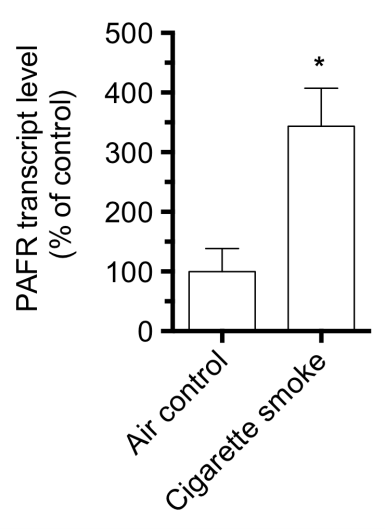 PAFR transcript level
(% of control)
500
400
300
200
100
0
*
Air control
Cigarette smoke